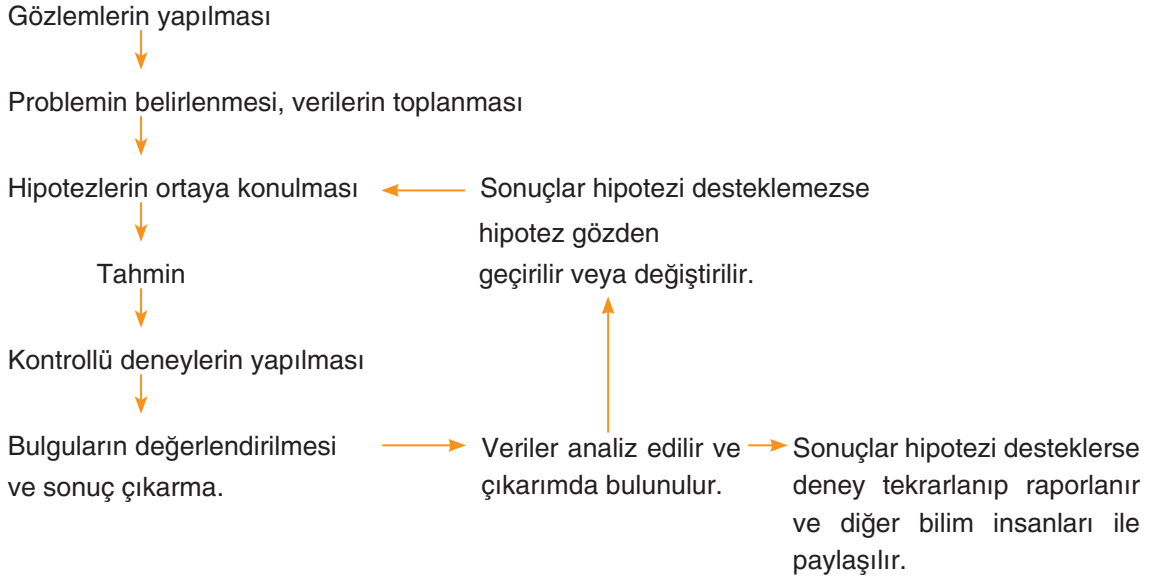 Gözlemlerin yapılması
Problemin belirlenmesi, verilerin toplanması
Hipotezlerin ortaya konulması
Sonuçlar hipotezi desteklemezse
hipotez gözden
geçirilir veya değiştirilir.
Tahmin
Kontrollü deneylerin yapılması
Bulguların değerlendirilmesi
ve sonuç çıkarma.
Veriler analiz edilir ve
çıkarımda bulunulur.
Sonuçlar hipotezi desteklerse
deney tekrarlanıp raporlanır
ve diğer bilim insanları ile
paylaşılır.